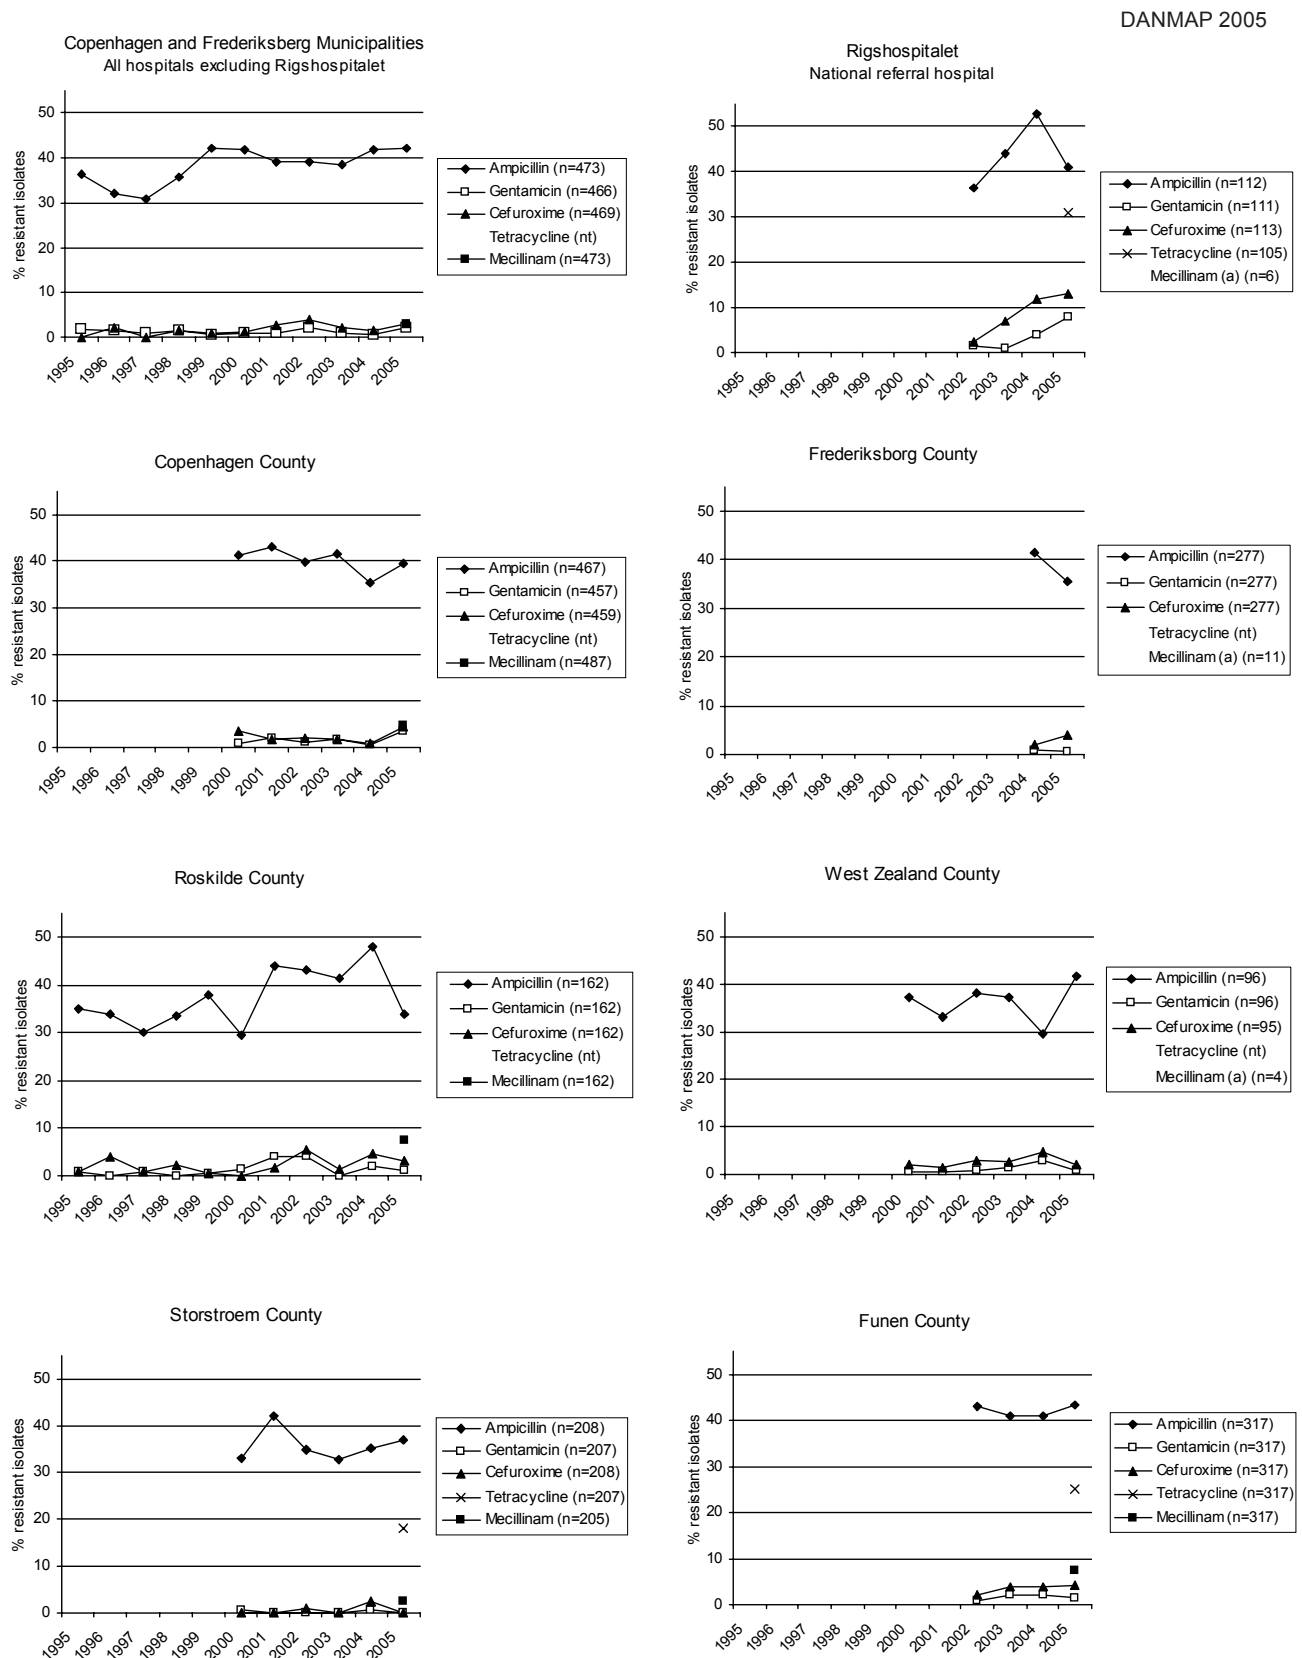 DANMAP 2005
Copenhagen and Frederiksberg Municipalities
All hospitals excluding Rigshospitalet
% resistant isolates
50
40
30
20
10
0
1995
1996
1997
1998
1999
2000
2001
2002
2003
2004
2005
Ampicillin (n=473)
Gentamicin (n=466)
Cefuroxime (n=469)
Tetracycline (nt)
Mecillinam (n=473)
Rigshospitalet
National referral hospital
% resistant isolates
50
40
30
20
10
0
1995
1996
1997
1998
1999
2000
2001
2002
2003
2004
2005
Ampicillin (n=112)
Gentamicin (n=111)
Cefuroxime (n=113)
Tetracycline (n=105)
Mecillinam (a) (n=6)
Copenhagen County
% resistant isolates
50
40
30
20
10
0
1995
1996
1997
1998
1999
2000
2001
2002
2003
2004
2005
Ampicillin (n=467)
Gentamicin (n=457)
Cefuroxime (n=459)
Tetracycline (nt)
Mecillinam (n=487)
Frederiksborg County
% resistant isolates
50
40
30
20
10
0
1995
1996
1997
1998
1999
2000
2001
2002
2003
2004
2005
Ampicillin (n=277)
Gentamicin (n=277)
Cefuroxime (n=277)
Tetracycline (nt)
Mecillinam (a) (n=11)
Roskilde County
% resistant isolates
50
40
30
20
10
0
1995
1996
1997
1998
1999
2000
2001
2002
2003
2004
2005
Ampicillin (n=162)
Gentamicin (n=162)
Cefuroxime (n=162)
Tetracycline (nt)
Mecillinam (n=162)
West Zealand County
% resistant isolates
50
40
30
20
10
0
1995
1996
1997
1998
1999
2000
2001
2002
2003
2004
2005
Ampicillin (n=96)
Gentamicin (n=96)
Cefuroxime (n=95)
Tetracycline (nt)
Mecillinam (a) (n=4)
Storstroem County
% resistant isolates
50
40
30
20
10
0
1995
1996
1997
1998
1999
2000
2001
2002
2003
2004
2005
Ampicillin (n=208)
Gentamicin (n=207)
Cefuroxime (n=208)
Tetracycline (n=207)
Mecillinam (n=205)
Funen County
% resistant isolates
50
40
30
20
10
0
1995
1996
1997
1998
1999
2000
2001
2002
2003
2004
2005
Ampicillin (n=317)
Gentamicin (n=317)
Cefuroxime (n=317)
Tetracycline (n=317)
Mecillinam (n=317)